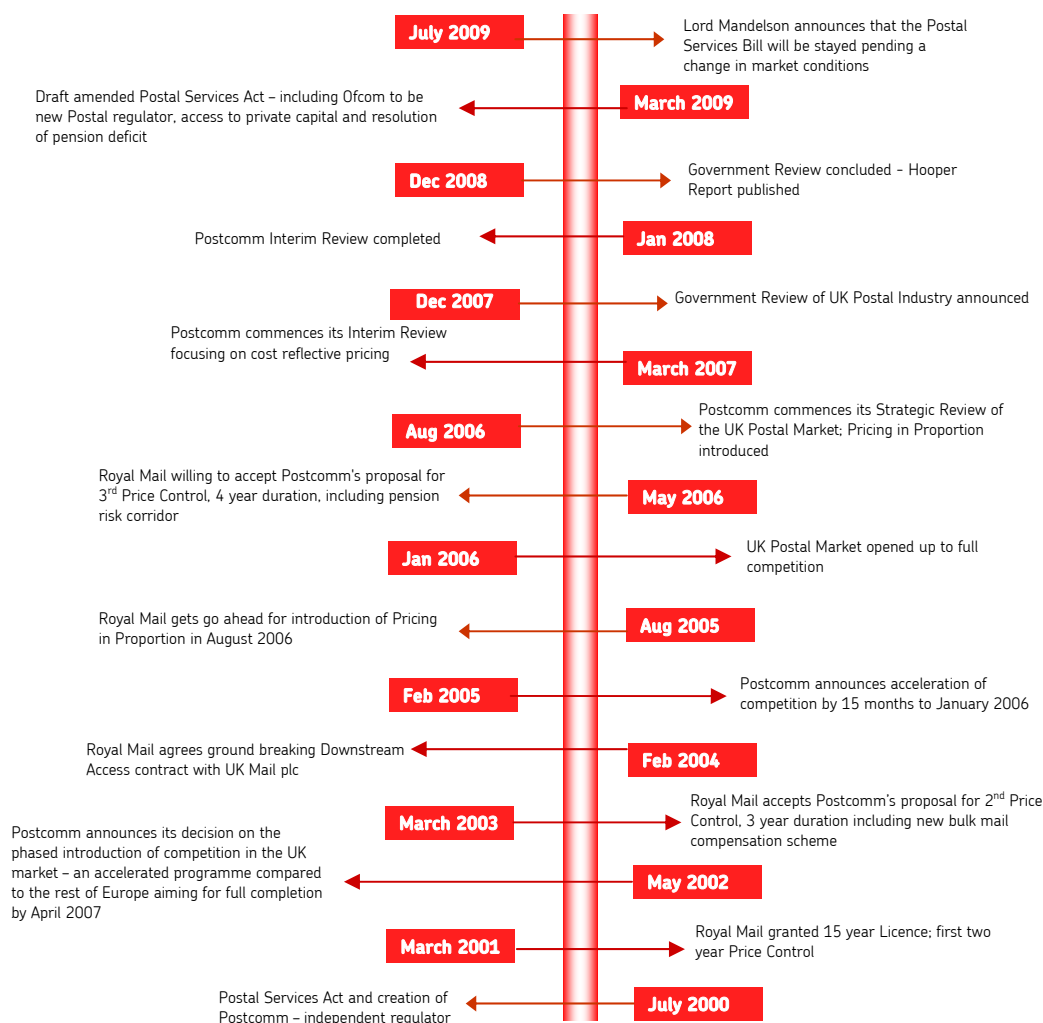 July 2009
Lord Mandelson announces that the Postal
Services Bill will be stayed pending a
change in market conditions
Draft amended Postal Services Act – including Ofcom to be
new Postal regulator, access to private capital and resolution
of pension deficit
March 2009
Dec 2008
Government Review concluded - Hooper
Report published
Postcomm Interim Review completed
Jan 2008
Dec 2007
Government Review of UK Postal Industry announced
Postcomm commences its Interim Review
focusing on cost reflective pricing
March 2007
Aug 2006
Postcomm commences its Strategic Review of
the UK Postal Market; Pricing in Proportion
introduced
Royal Mail willing to accept Postcomm's proposal for
3rd Price Control, 4 year duration, including pension
risk corridor
May 2006
Jan 2006
UK Postal Market opened up to full
competition
Royal Mail gets go ahead for introduction of Pricing
in Proportion in August 2006
Aug 2005
Feb 2005
Postcomm announces acceleration of
competition by 15 months to January 2006
Royal Mail agrees ground breaking Downstream
Access contract with UK Mail plc
Feb 2004
March 2003
Royal Mail accepts Postcomm's proposal for 2nd Price
Control, 3 year duration including new bulk mail
compensation scheme
Postcomm announces its decision on the
phased introduction of competition in the UK
market – an accelerated programme compared
to the rest of Europe aiming for full completion
by April 2007
May 2002
March 2001
Royal Mail granted 15 year Licence; first two
year Price Control
Postal Services Act and creation of
Postcomm – independent regulator
July 2000